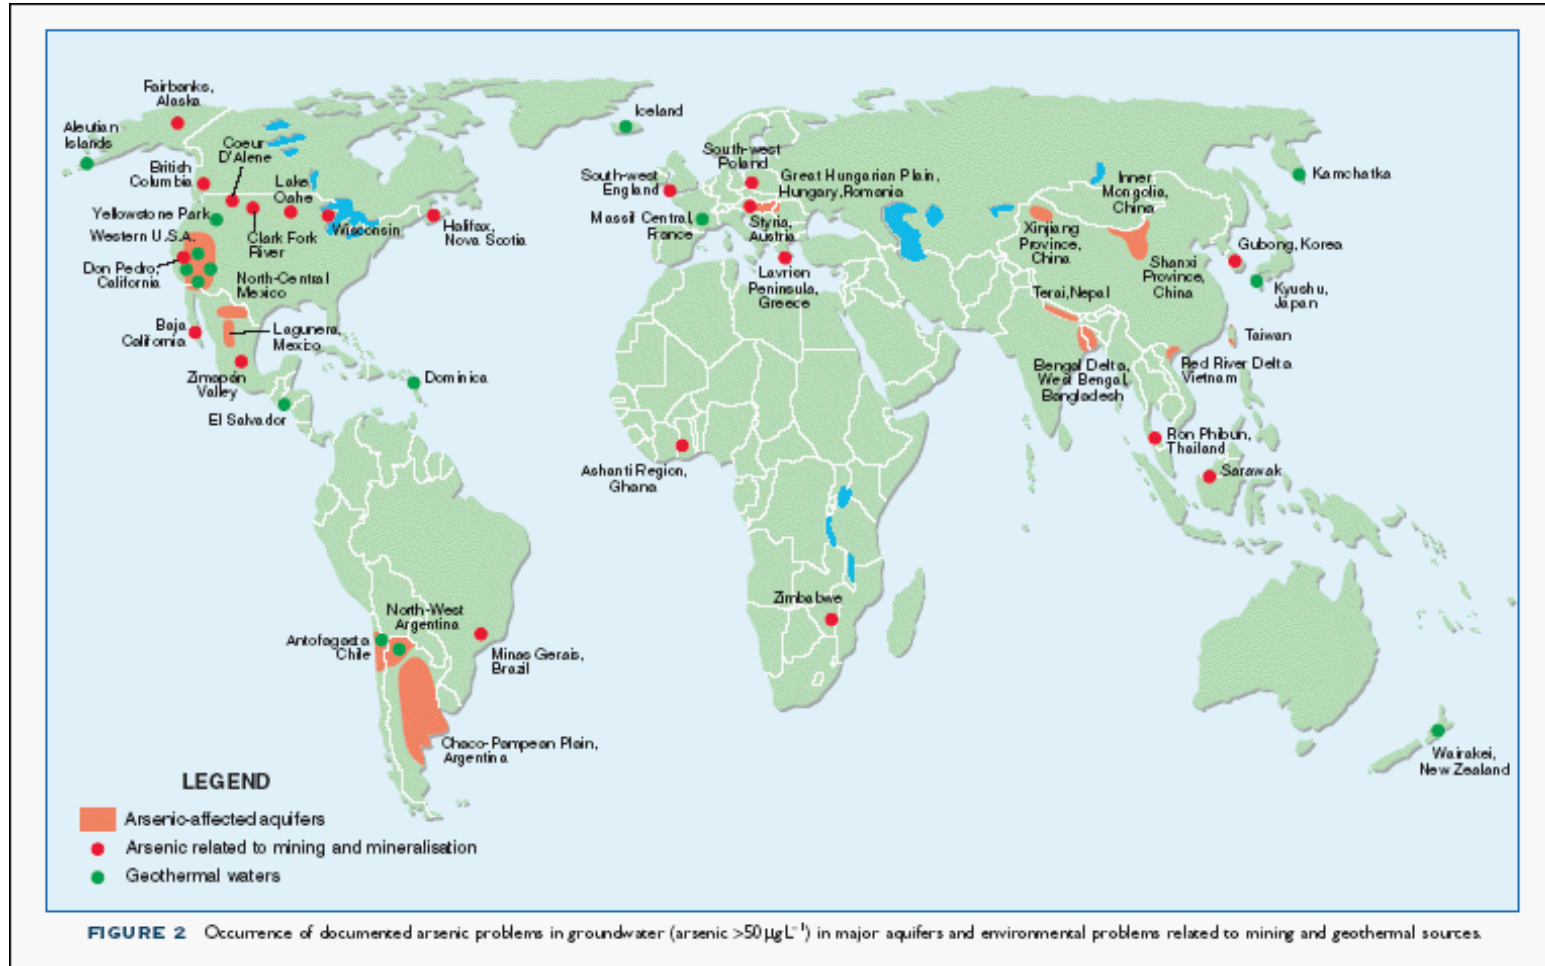 Fairbanks,
Alaska
Aleutian
Islands
Coeur
D'Alene
British
Columbia
Lake
Oahe
Yellowstone Park
Wisconsin
Halifax,
Nova Scotia
Western U.S.A.
Clark Fork
River
Don Pedro,
California
North-Central
Mexico
Baja
California
Lagunera,
Mexico
Zimapán
Valley
El Salvador
Dominica
Iceland
South-west
England
South-west
Poland
Great Hungarian Plain,
Hungary, Romania
Massif Central,
France
Styria,
Austria
Lavrion
Peninsula,
Greece
Inner
Mongolia,
China
Kamchatka
Xinjiang
Province,
China
Shanxi
Province,
China
Gubong, Korea
Kyushu,
Japan
Terai, Nepal
Taiwan
Bengal Delta,
West Bengal,
Bangladesh
Red River Delta
Vietnam
Ron Phibun,
Thailand
Sarawak
Ashanti Region,
Ghana
Zimbabwe
North-West
Argentina
Antofagasta
Chile
Minas Gerais,
Brazil
Chaco-Pampean Plain,
Argentina
Wairakei,
New Zealand
LEGEND
Arsenic-affected aquifers
Arsenic related to mining and mineralisation
Geothermal waters
FIGURE 2 Occurrence of documented arsenic problems in groundwater (arsenic >50 µg L⁻¹) in major aquifers and environmental problems related to mining and geothermal sources.